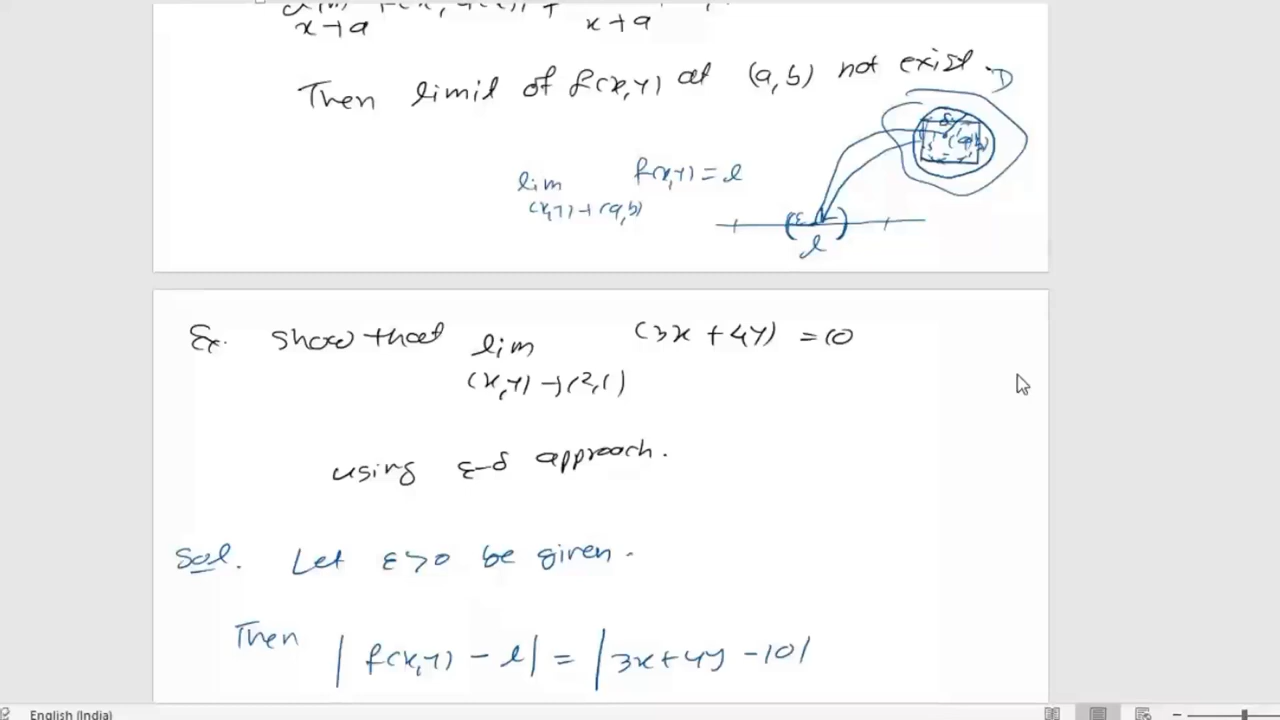 x→a x→a
Then limit of f(x,y) at (a,b) not exist.
D
δ
(a,b)
lim f(x,y) = l
(x,y)→(a,b)
(ε )
l
Ex. Show that lim (3x + 4y) = 10
(x,y)→(2,1)
using ε-δ approach.
Sol. Let ε>0 be given.
Then |f(x,y) - l| = |3x+4y -10|
English (India)